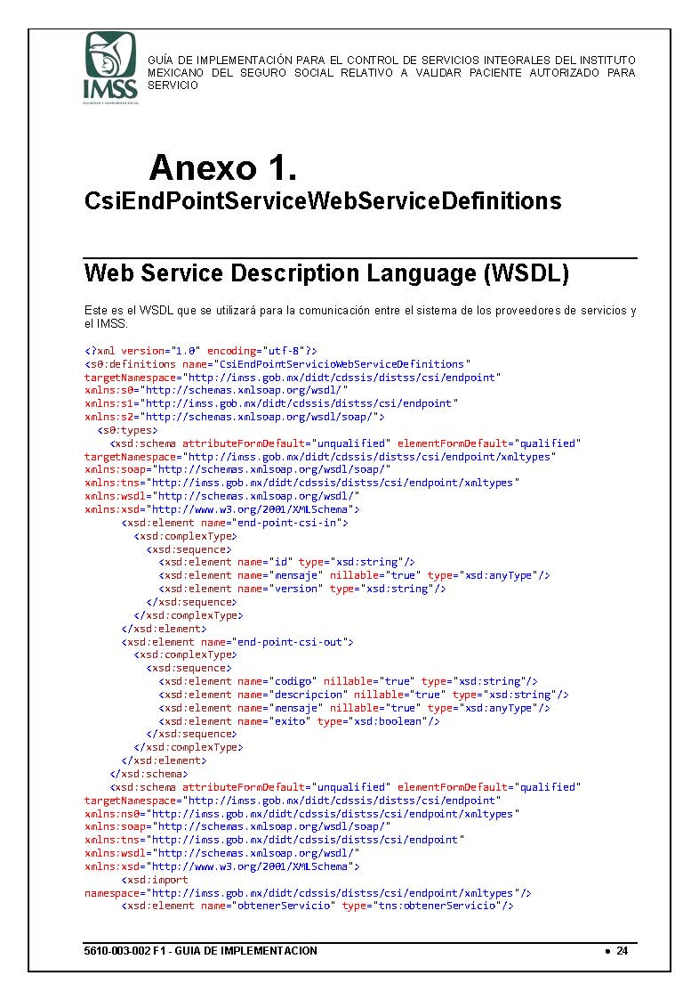 GUÍA DE IMPLEMENTACIÓN PARA EL CONTROL DE SERVICIOS INTEGRALES DEL INSTITUTO
MEXICANO DEL SEGURO SOCIAL RELATIVO A VALIDAR PACIENTE AUTORIZADO PARA
SERVICIO
IMSS
SEGURIDAD Y SOLIDARIDAD SOCIAL
Anexo 1.
CsiEndPointServiceWebServiceDefinitions
Web Service Description Language (WSDL)
Este es el WSDL que se utilizará para la comunicación entre el sistema de los proveedores de servicios y
el IMSS.
<?xml version="1.0" encoding="utf-8"?>
<s0:definitions name="CsiEndPointServicioWebServiceDefinitions"
targetNamespace="http://imss.gob.mx/didt/cdssis/distss/csi/endpoint"
xmlns:s0="http://schemas.xmlsoap.org/wsdl/"
xmlns:s1="http://imss.gob.mx/didt/cdssis/distss/csi/endpoint"
xmlns:s2="http://schemas.xmlsoap.org/wsdl/soap/">
<s0:types>
<xsd:schema attributeFormDefault="unqualified" elementFormDefault="qualified"
targetNamespace="http://imss.gob.mx/didt/cdssis/distss/csi/endpoint/xmltypes"
xmlns:soap="http://schemas.xmlsoap.org/wsdl/soap/"
xmlns:tns="http://imss.gob.mx/didt/cdssis/distss/csi/endpoint/xmltypes"
xmlns:wsdl="http://schemas.xmlsoap.org/wsdl/"
xmlns:xsd="http://www.w3.org/2001/XMLSchema">
<xsd:element name="end-point-csi-in">
<xsd:complexType>
<xsd:sequence>
<xsd:element name="id" type="xsd:string"/>
<xsd:element name="mensaje" nillable="true" type="xsd:anyType"/>
<xsd:element name="version" type="xsd:string"/>
</xsd:sequence>
</xsd:complexType>
</xsd:element>
<xsd:element name="end-point-csi-out">
<xsd:complexType>
<xsd:sequence>
<xsd:element name="codigo" nillable="true" type="xsd:string"/>
<xsd:element name="descripcion" nillable="true" type="xsd:string"/>
<xsd:element name="mensaje" nillable="true" type="xsd:anyType"/>
<xsd:element name="exito" type="xsd:boolean"/>
</xsd:sequence>
</xsd:complexType>
</xsd:element>
</xsd:schema>
<xsd:schema attributeFormDefault="unqualified" elementFormDefault="qualified"
targetNamespace="http://imss.gob.mx/didt/cdssis/distss/csi/endpoint"
xmlns:ns0="http://imss.gob.mx/didt/cdssis/distss/csi/endpoint/xmltypes"
xmlns:soap="http://schemas.xmlsoap.org/wsdl/soap/"
xmlns:tns="http://imss.gob.mx/didt/cdssis/distss/csi/endpoint"
xmlns:wsdl="http://schemas.xmlsoap.org/wsdl/"
xmlns:xsd="http://www.w3.org/2001/XMLSchema">
<xsd:import
namespace="http://imss.gob.mx/didt/cdssis/distss/csi/endpoint/xmltypes"/>
<xsd:element name="obtenerServicio" type="tns:obtenerServicio"/>
5610-003-002 F1 - GUIA DE IMPLEMENTACION ● 24